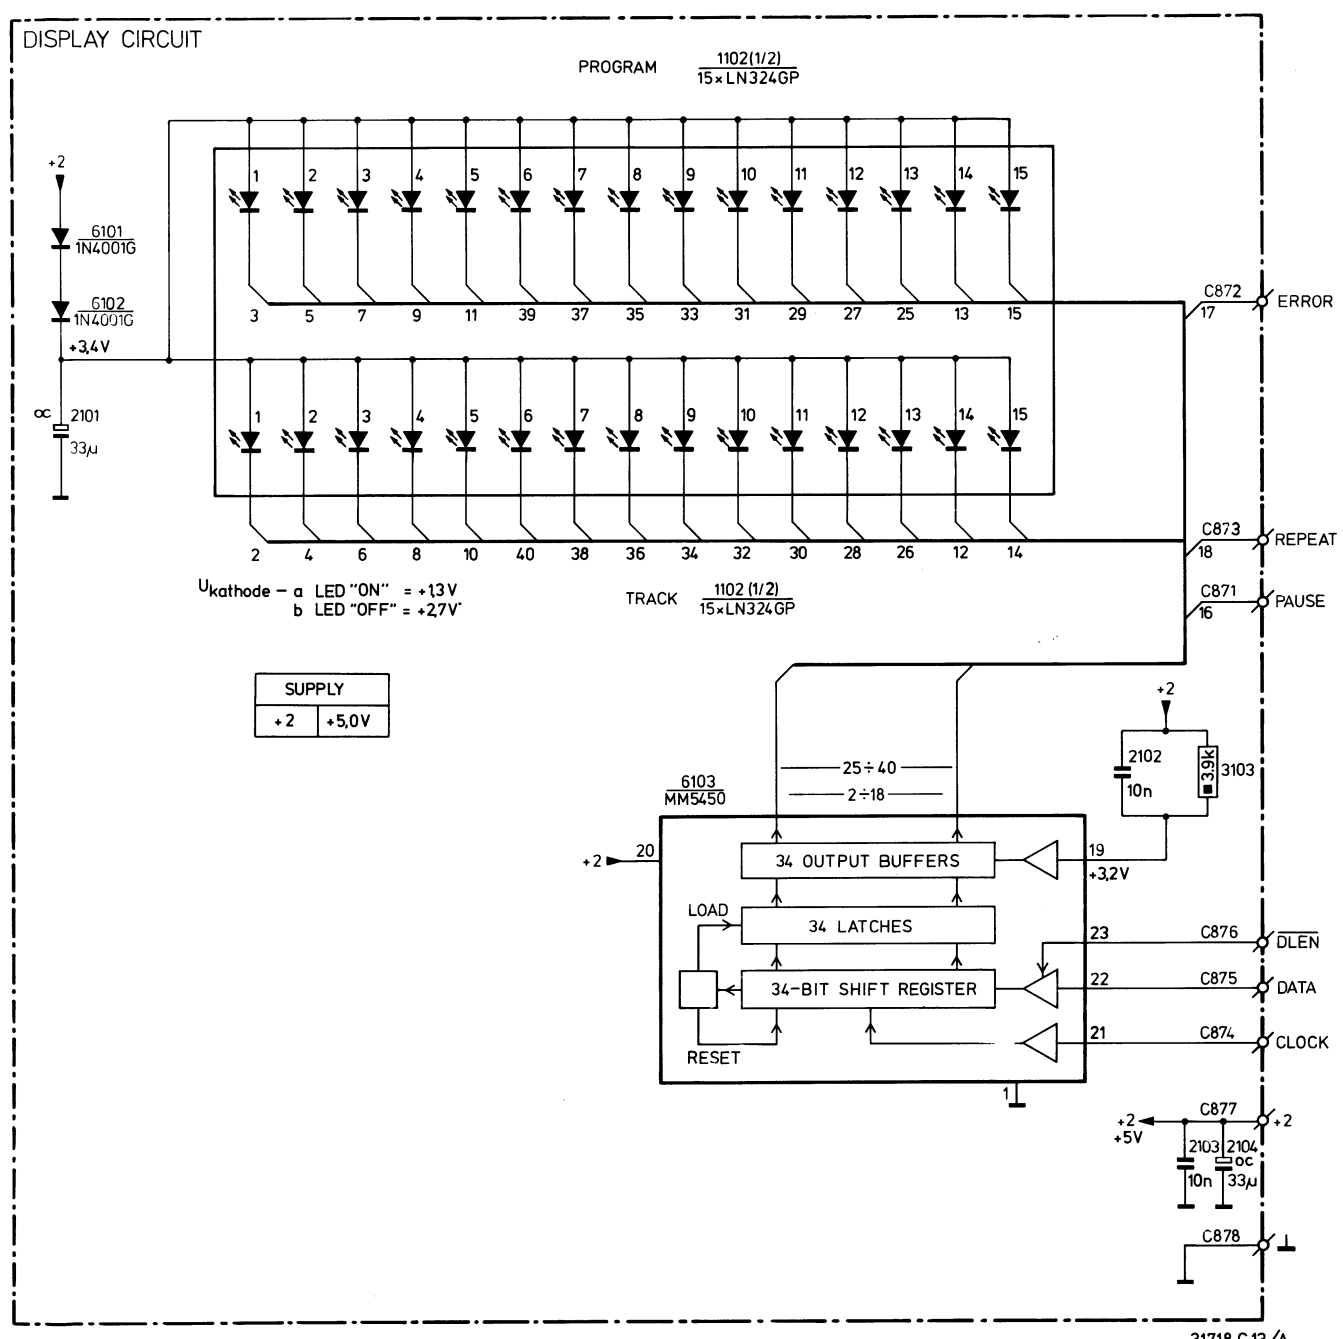 DISPLAY CIRCUIT
PROGRAM 1102(1/2)
15×LN324GP
+2
1 2 3 4 5 6 7 8 9 10 11 12 13 14 15
6101
1N4001G
6102
1N4001G
+3,4V
3 5 7 9 11 39 37 35 33 31 29 27 25 13 15
C872
17
ERROR
2101
33µ
1 2 3 4 5 6 7 8 9 10 11 12 13 14 15
2 4 6 8 10 40 38 36 34 32 30 28 26 12 14
C873
18
REPEAT
Ukathode – a LED "ON" = +1,3V
b LED "OFF" = +2,7V
TRACK 1102 (1/2)
15×LN324GP
C871
16
PAUSE
SUPPLY
+2 +5,0V
+2
2102
10n
3.9K
3103
25÷40
2÷18
6103
MM5450
+2 20
34 OUTPUT BUFFERS
19
+3,2V
LOAD
34 LATCHES
23 C876 DLEN
34-BIT SHIFT REGISTER
22 C875 DATA
RESET
21 C874 CLOCK
1
C877
+2
+2
+5V
2103
10n
2104
33µ
C878
31718 C 13/A